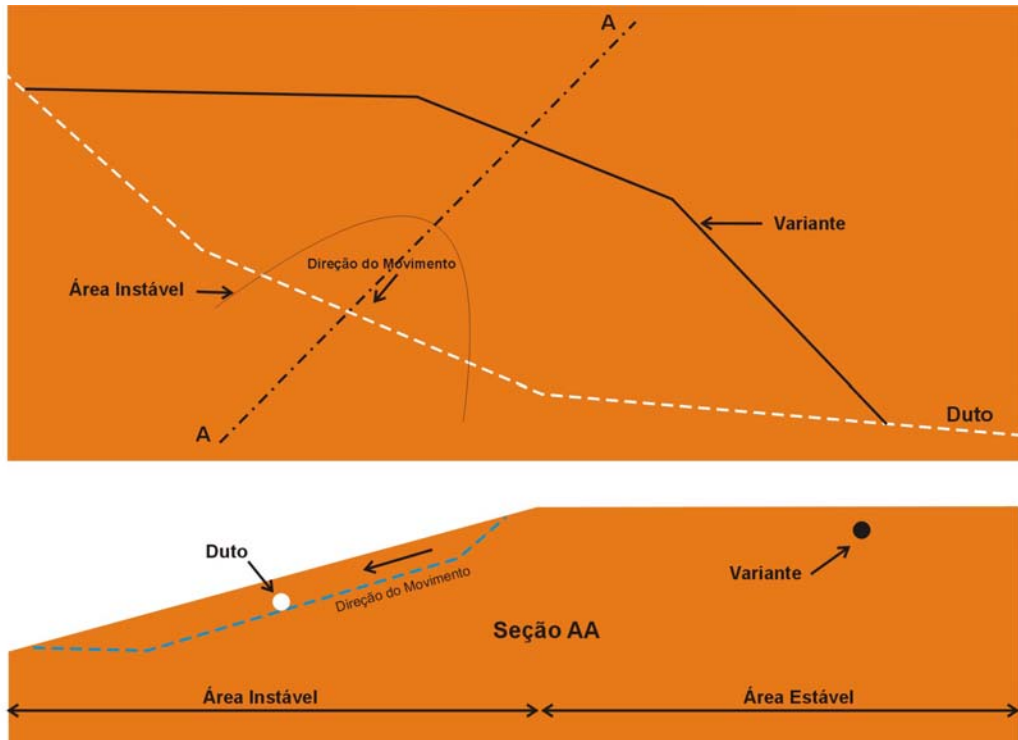 A
Variante
Direção do Movimento
Área Instável
Duto
A
Duto
Direção do Movimento
Variante
Seção AA
Área Instável
Área Estável